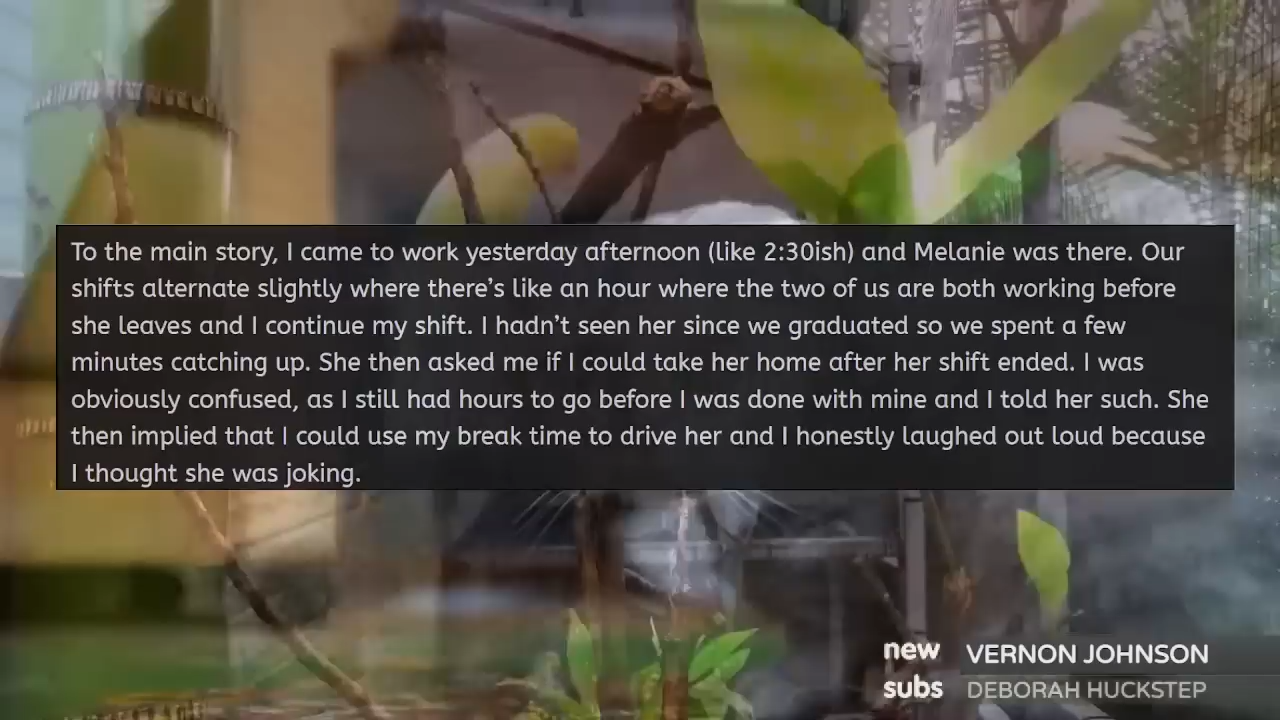 To the main story, I came to work yesterday afternoon (like 2:30ish) and Melanie was there. Our
shifts alternate slightly where there’s like an hour where the two of us are both working before
she leaves and I continue my shift. I hadn’t seen her since we graduated so we spent a few
minutes catching up. She then asked me if I could take her home after her shift ended. I was
obviously confused, as I still had hours to go before I was done with mine and I told her such. She
then implied that I could use my break time to drive her and I honestly laughed out loud because
I thought she was joking.
new VERNON JOHNSON
subs DEBORAH HUCKSTEP